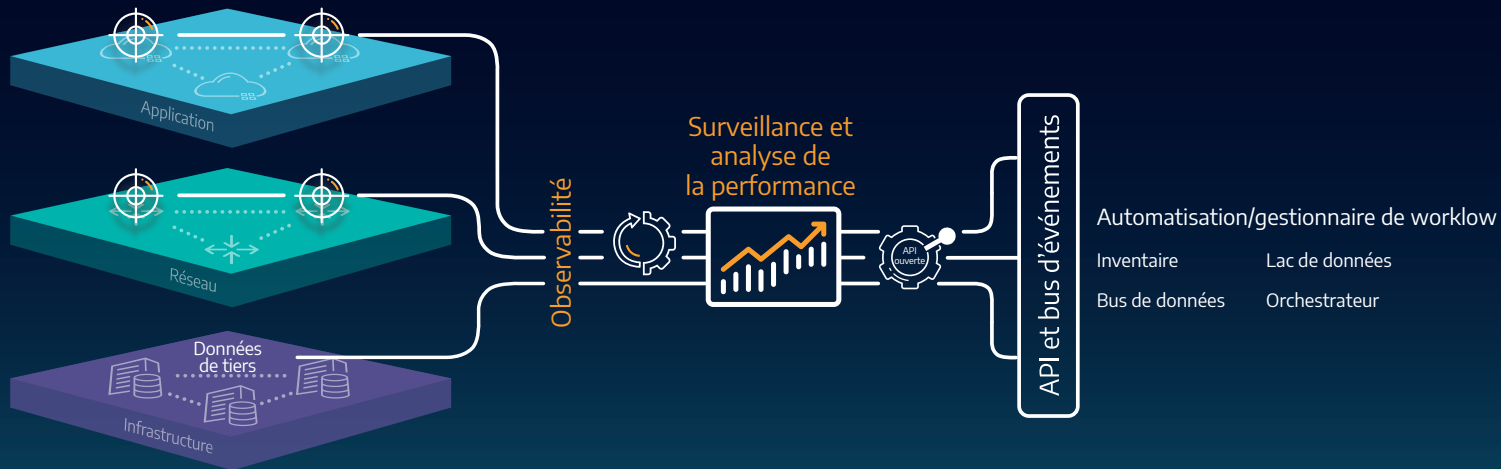 Application
Réseau
Données
de tiers
Infrastructure
Observabilité
Surveillance et
analyse de
la performance
API
ouverte
API et bus d'événements
Automatisation/gestionnaire de worklow
Inventaire
Lac de données
Bus de données
Orchestrateur